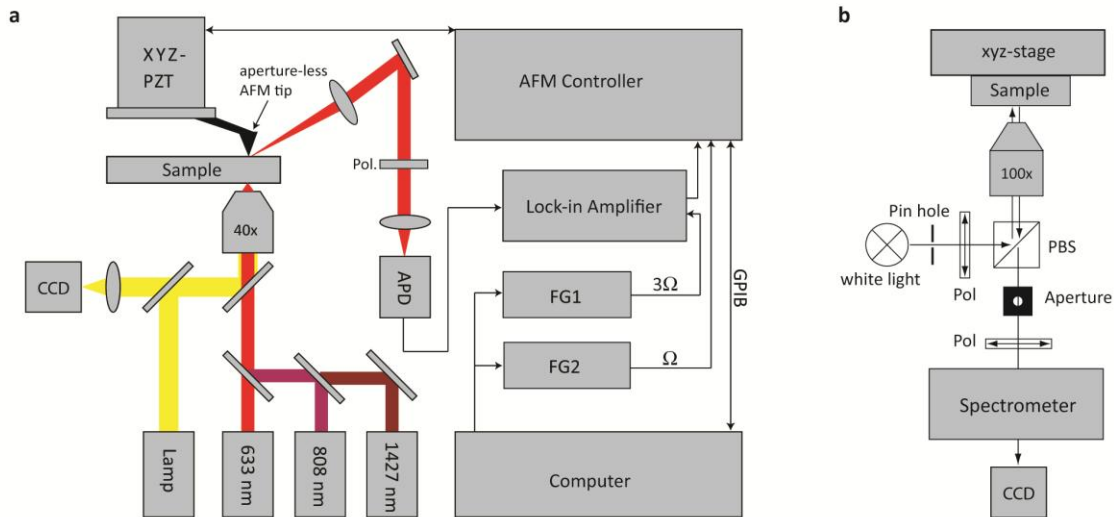 a
XYZ-
PZT
aperture-less
AFM tip
Sample
Pol.
40x
CCD
APD
Lamp
633 nm
808 nm
1427 nm
AFM Controller
Lock-in Amplifier
FG1
3Ω
FG2
Ω
GPIB
Computer
b
xyz-stage
Sample
100x
Pin hole
PBS
white light
Pol
Aperture
Pol
Spectrometer
CCD